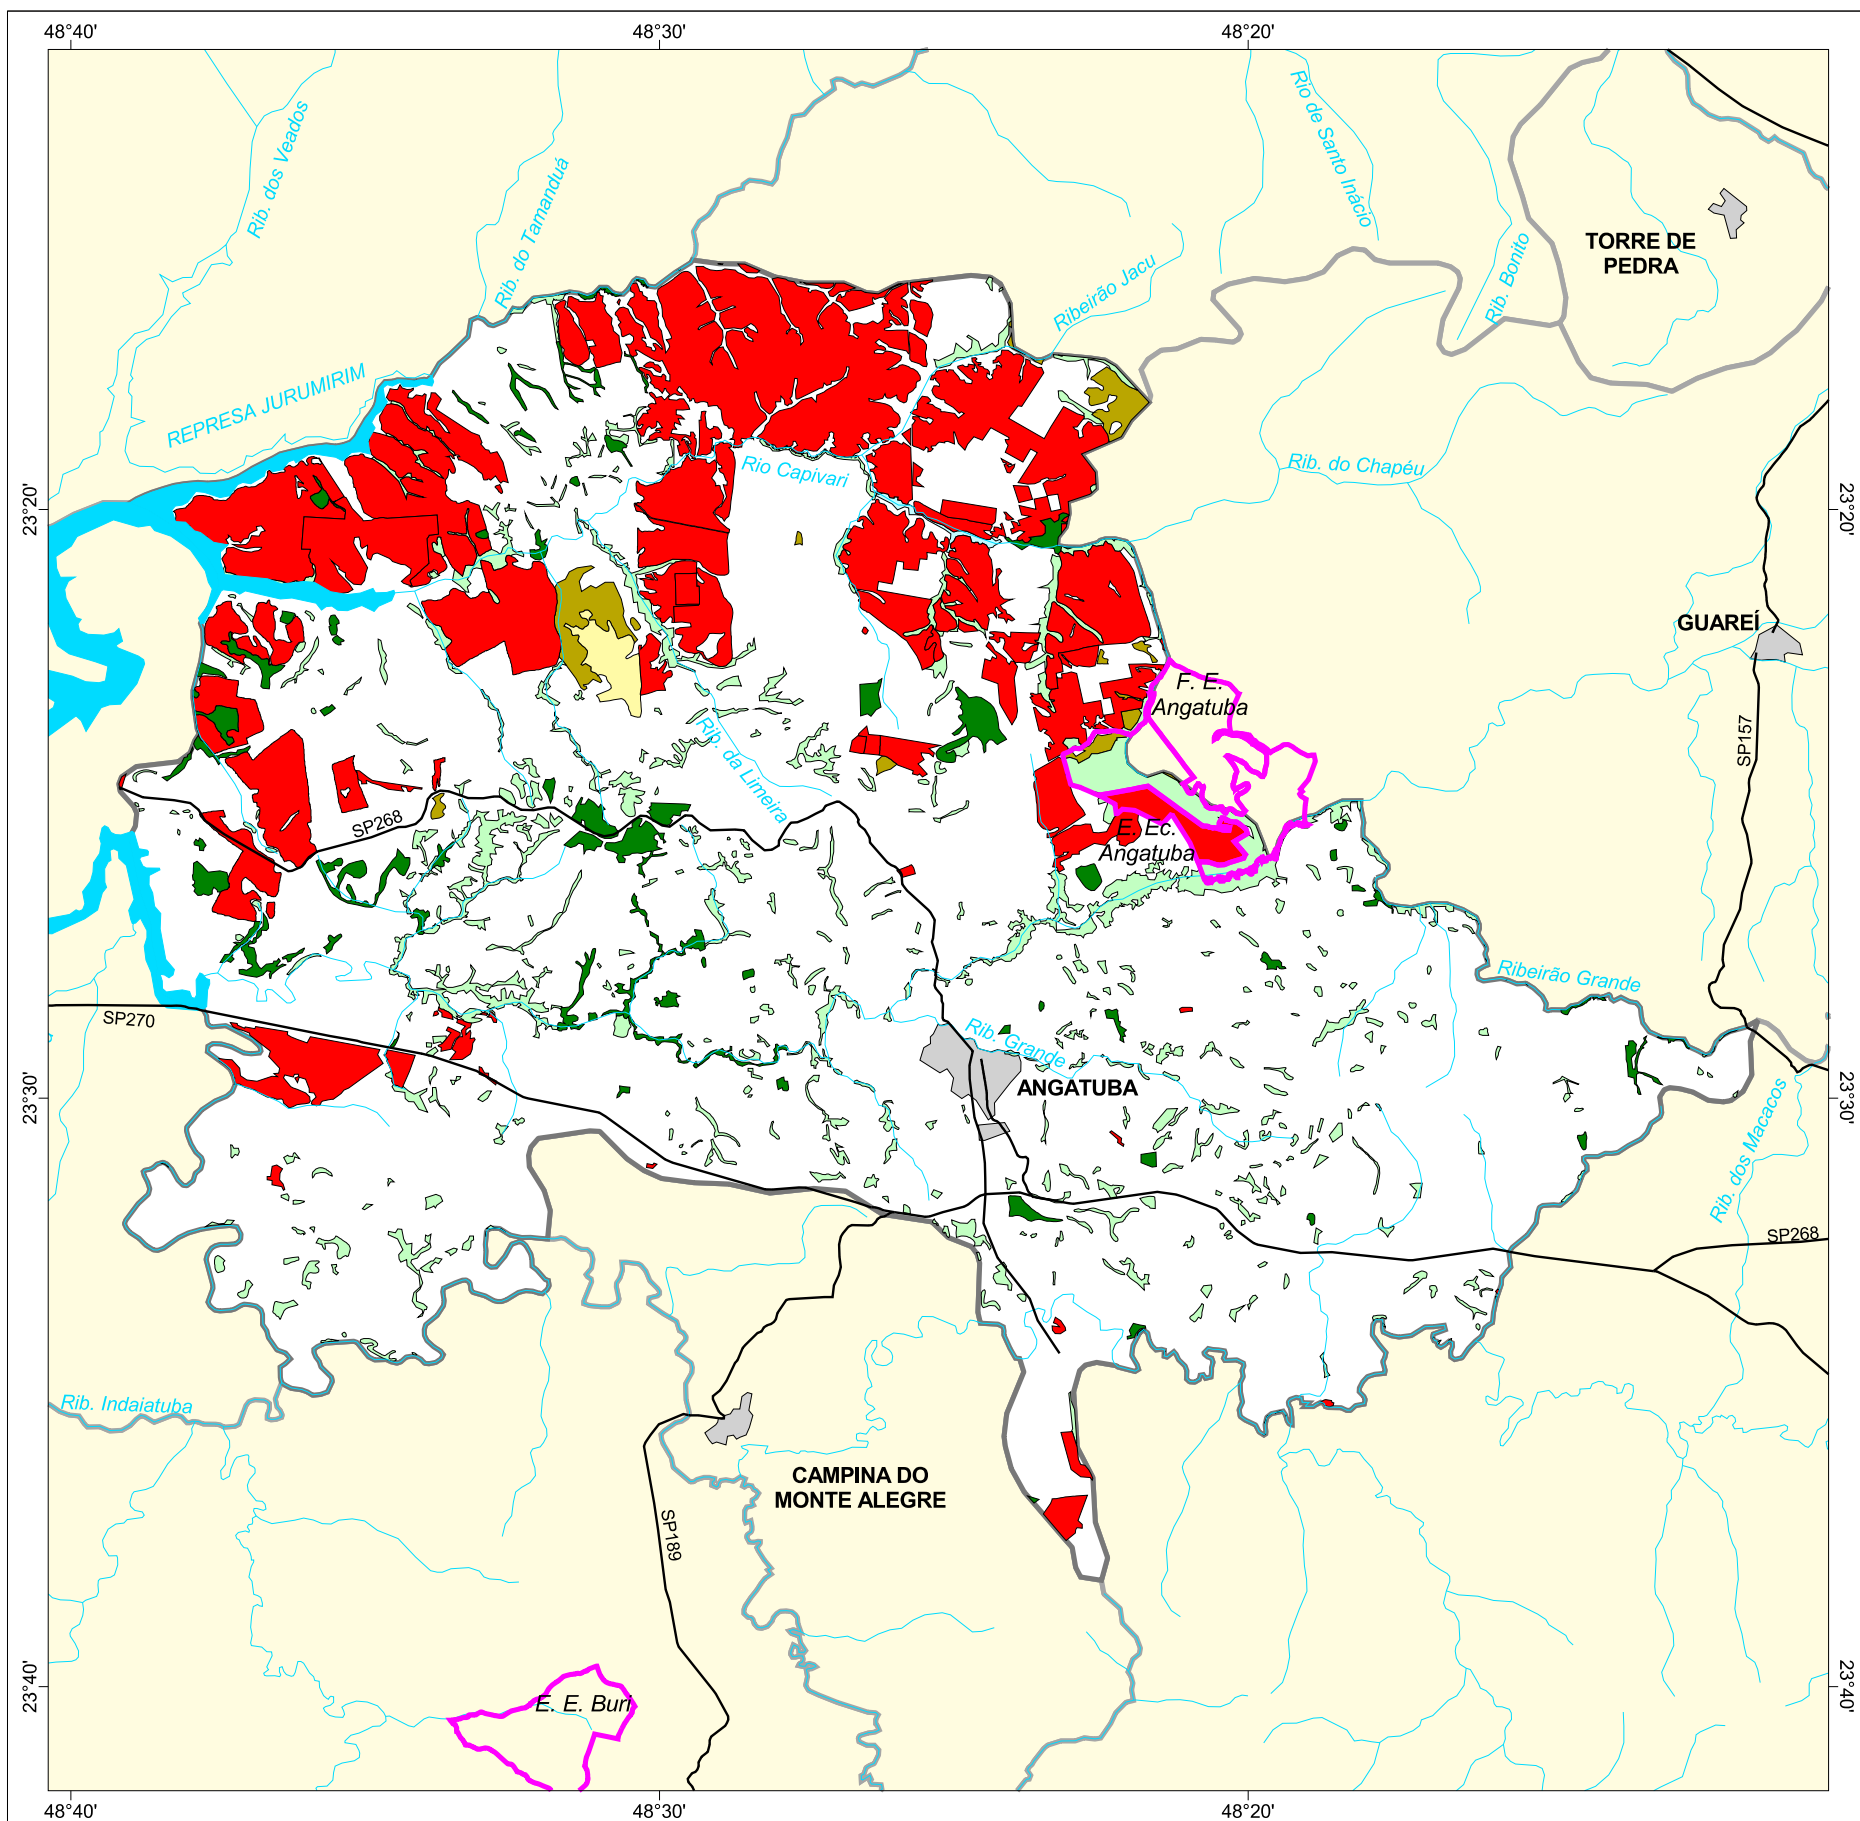 48°40'
48°30'
48°20'
Rib. dos Veados
Rib. do Tamanduá
Rio de Santo Inácio
Rib. Bonito
TORRE DE
PEDRA
Ribeirão Jacu
REPRESA JURUMIRIM
Rio Capivari
Rib. do Chapéu
23°20'
23°20'
GUAREÍ
F. E.
Angatuba
SP157
Rib. da Limeira
SP268
E. Ec.
Angatuba
Ribeirão Grande
SP270
Rib. Grande
ANGATUBA
23°30'
23°30'
Rib. dos Macacos
SP268
Rib. Indaiatuba
CAMPINA DO
MONTE ALEGRE
SP189
23°40'
23°40'
E. E. Buri
48°40'
48°30'
48°20'